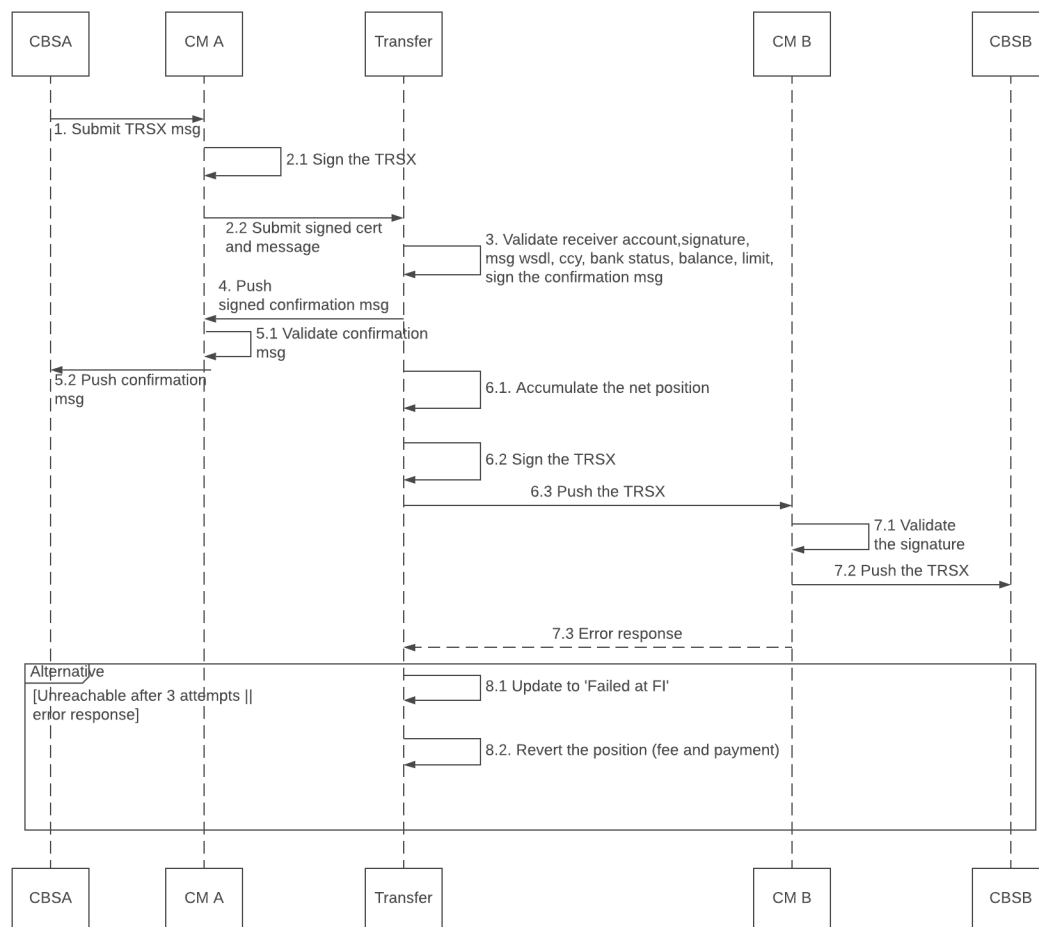 CBSA
CM A
Transfer
CM B
CBSB
1. Submit TRSX msg
2.1 Sign the TRSX
2.2 Submit signed cert
and message
3. Validate receiver account,signature,
msg wsdl, ccy, bank status, balance, limit,
sign the confirmation msg
4. Push
signed confirmation msg
5.1 Validate confirmation
msg
5.2 Push confirmation
msg
6.1. Accumulate the net position
6.2 Sign the TRSX
6.3 Push the TRSX
7.1 Validate
the signature
7.2 Push the TRSX
7.3 Error response
Alternative
[Unreachable after 3 attempts ||
error response]
8.1 Update to 'Failed at FI'
8.2. Revert the position (fee and payment)
CBSA
CM A
Transfer
CM B
CBSB